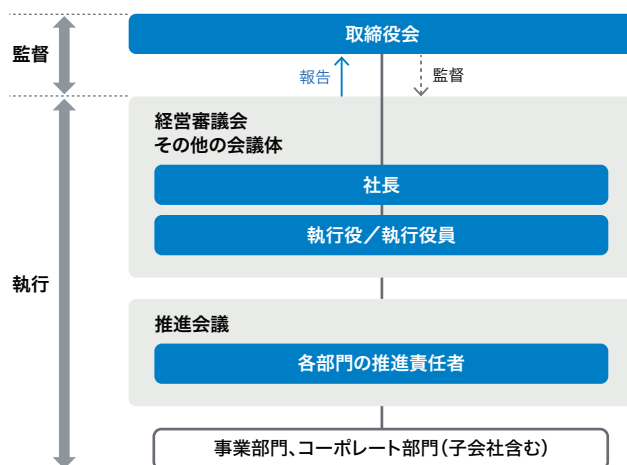 取締役会
監督
報告
監督
経営審議会
その他の会議体
社長
執行役／執行役員
執行
推進会議
各部門の推進責任者
事業部門、コーポレート部門（子会社含む）